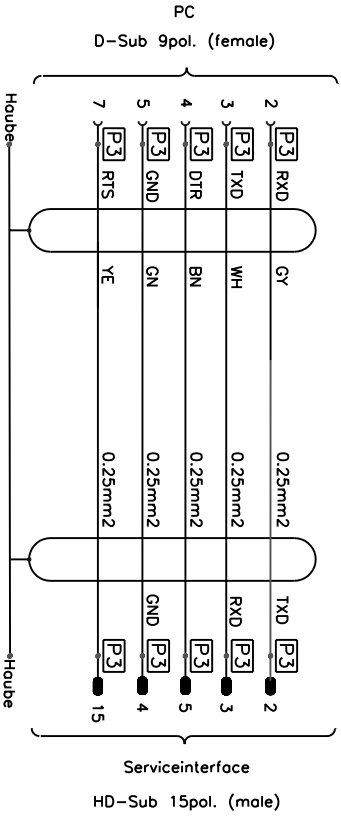 PC
D-Sub 9pol. (female)
Haube
7
5
4
3
2
P3
P3
P3
P3
P3
RTS
GND
DTR
TXD
RXD
YE
GN
BN
WH
GY
0.25mm2
0.25mm2
0.25mm2
0.25mm2
0.25mm2
GND
RXD
TXD
P3
P3
P3
P3
P3
Haube
15
4
5
3
2
Serviceinterface
HD-Sub 15pol. (male)